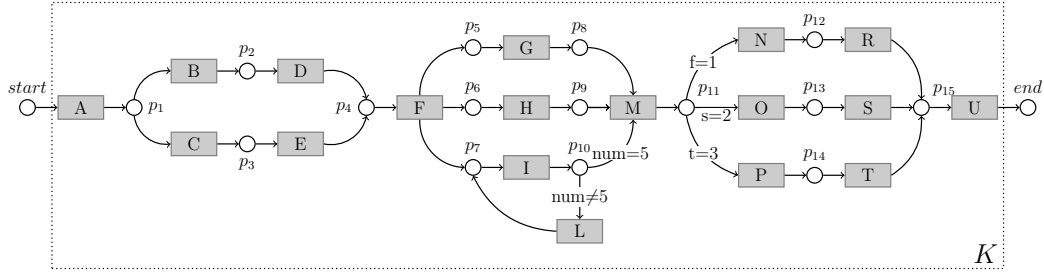 p5
p8
p12
G
N
R
p2
f=1
B
D
start
p4
p6
p9
p11
p13
p15
end
A
p1
F
H
M
s=2
O
S
U
C
E
p7
p10
num=5
t=3
p14
p3
I
P
T
num≠5
L
K